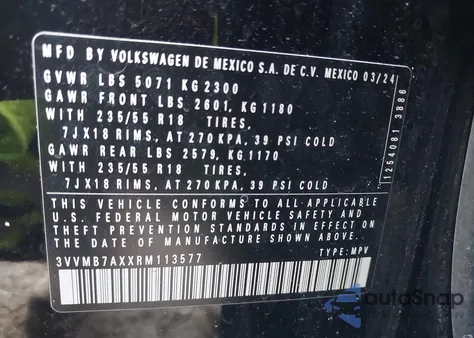 MFD BY VOLKSWAGEN DE MEXICO S.A. DE C.V. MEXICO 03/24
GVWR LBS 5071 KG 2300
GAWR FRONT LBS 2601, KG 1180
WITH 235/55 R18 TIRES,
7JX18 RIMS, AT 270 KPA, 39 PSI COLD
GAWR REAR LBS 2579, KG 1170
WITH 235/55 R18 TIRES,
7JX18 RIMS, AT 270 KPA, 39 PSI COLD
THIS VEHICLE CONFORMS TO ALL APPLICABLE
U.S. FEDERAL MOTOR VEHICLE SAFETY AND
THEFT PREVENTION STANDARDS IN EFFECT ON THE
DATE OF MANUFACTURE.
3VVMB7AXXRM113577 TYPE: MPV
1254081 3886
autoSnap